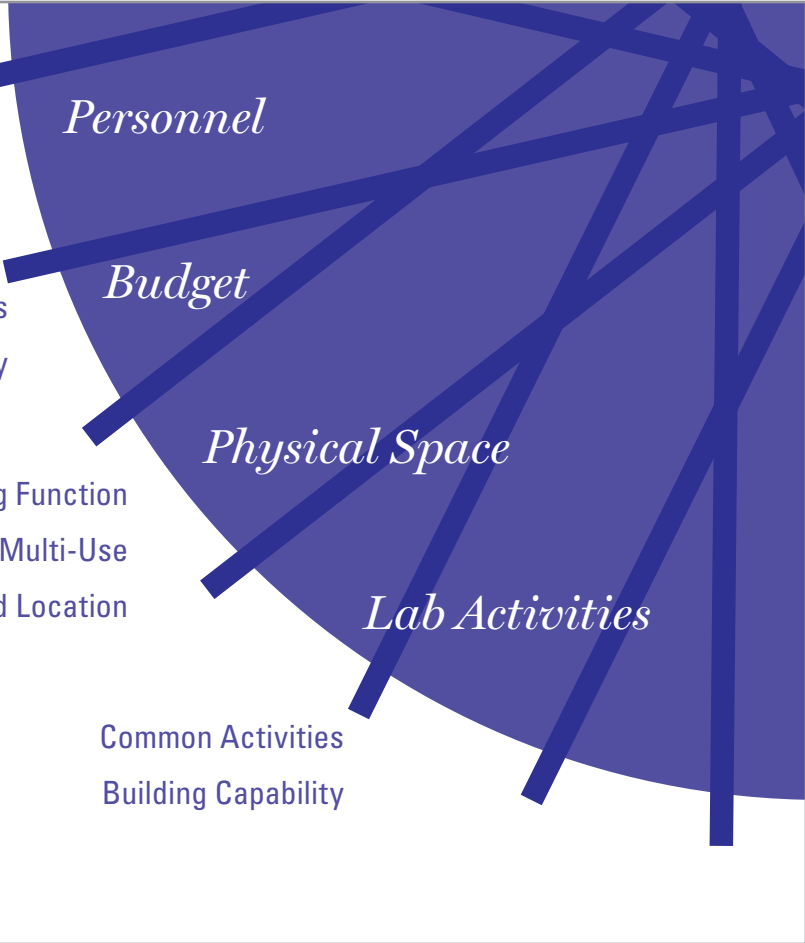 Personnel
Budget
s
y
Physical Space
g Function
Multi-Use
d Location
Lab Activities
Common Activities
Building Capability